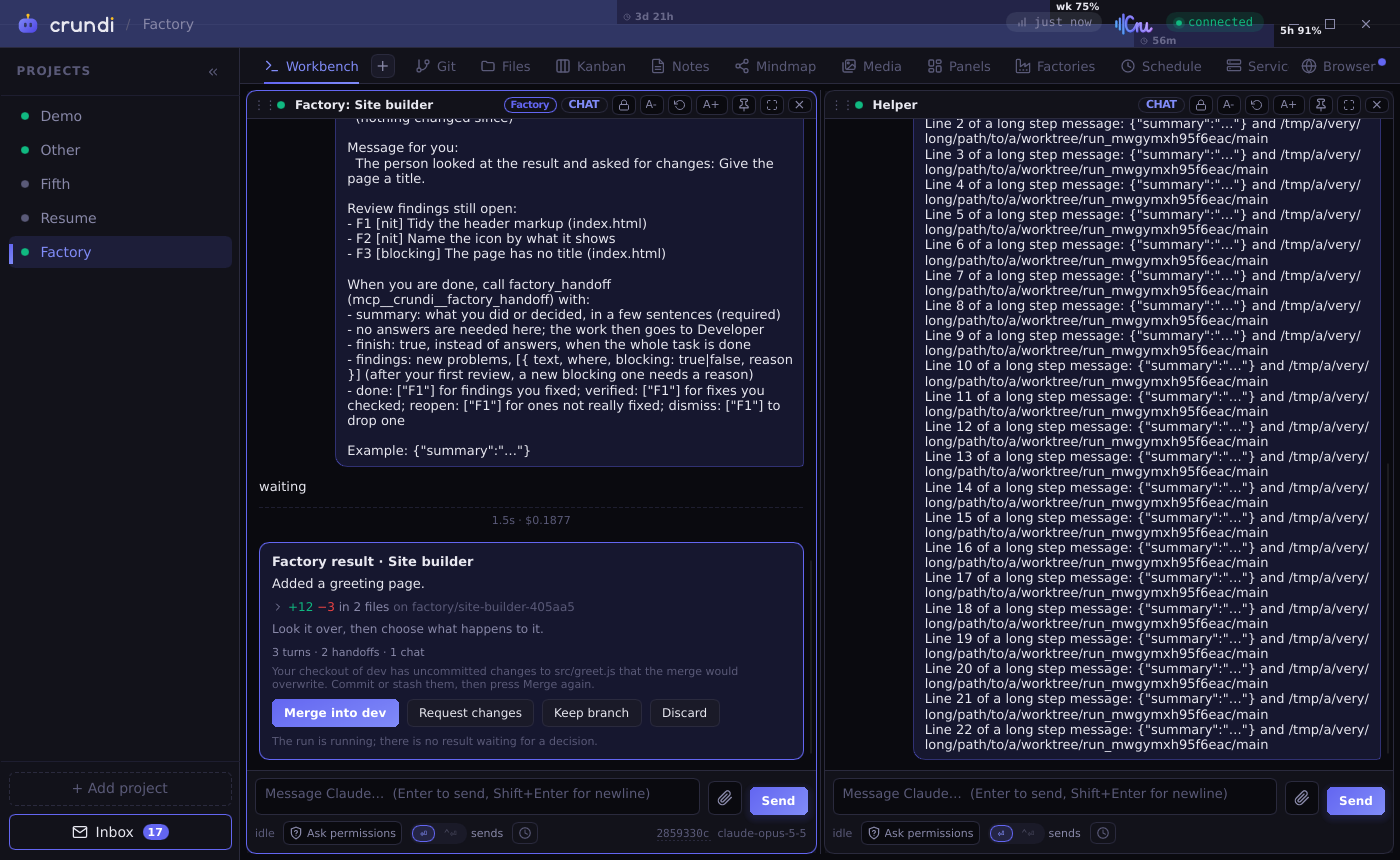 crundi / Factory
3d 21h
wk 75%
just now
Cru
connected
56m
5h 91%
PROJECTS
«
Demo
Other
Fifth
Resume
Factory
+ Add project
Inbox 17
Workbench
+
Git
Files
Kanban
Notes
Mindmap
Media
Panels
Factories
Schedule
Servic
Browser
Factory: Site builder
Factory
CHAT
A-
A+
(nothing changed since)
Message for you:
The person looked at the result and asked for changes: Give the
page a title.
Review findings still open:
- F1 [nit] Tidy the header markup (index.html)
- F2 [nit] Name the icon by what it shows
- F3 [blocking] The page has no title (index.html)
When you are done, call factory_handoff
(mcp__crundi__factory_handoff) with:
- summary: what you did or decided, in a few sentences (required)
- no answers are needed here; the work then goes to Developer
- finish: true, instead of answers, when the whole task is done
- findings: new problems, [{ text, where, blocking: true|false, reason
}] (after your first review, a new blocking one needs a reason)
- done: ["F1"] for findings you fixed; verified: ["F1"] for fixes you
checked; reopen: ["F1"] for ones not really fixed; dismiss: ["F1"] to
drop one
Example: {"summary":"…"}
waiting
1.5s · $0.1877
Factory result · Site builder
Added a greeting page.
+12 −3 in 2 files on factory/site-builder-405aa5
Look it over, then choose what happens to it.
3 turns · 2 handoffs · 1 chat
Your checkout of dev has uncommitted changes to src/greet.js that the merge would
overwrite. Commit or stash them, then press Merge again.
Merge into dev
Request changes
Keep branch
Discard
The run is running; there is no result waiting for a decision.
Message Claude… (Enter to send, Shift+Enter for newline)
Send
idle
Ask permissions
sends
2859330c
claude-opus-5-5
Helper
CHAT
A-
A+
Line 2 of a long step message: {"summary":"…"} and /tmp/a/very/
long/path/to/a/worktree/run_mwgymxh95f6eac/main
Line 3 of a long step message: {"summary":"…"} and /tmp/a/very/
long/path/to/a/worktree/run_mwgymxh95f6eac/main
Line 4 of a long step message: {"summary":"…"} and /tmp/a/very/
long/path/to/a/worktree/run_mwgymxh95f6eac/main
Line 5 of a long step message: {"summary":"…"} and /tmp/a/very/
long/path/to/a/worktree/run_mwgymxh95f6eac/main
Line 6 of a long step message: {"summary":"…"} and /tmp/a/very/
long/path/to/a/worktree/run_mwgymxh95f6eac/main
Line 7 of a long step message: {"summary":"…"} and /tmp/a/very/
long/path/to/a/worktree/run_mwgymxh95f6eac/main
Line 8 of a long step message: {"summary":"…"} and /tmp/a/very/
long/path/to/a/worktree/run_mwgymxh95f6eac/main
Line 9 of a long step message: {"summary":"…"} and /tmp/a/very/
long/path/to/a/worktree/run_mwgymxh95f6eac/main
Line 10 of a long step message: {"summary":"…"} and /tmp/a/very/
long/path/to/a/worktree/run_mwgymxh95f6eac/main
Line 11 of a long step message: {"summary":"…"} and /tmp/a/very/
long/path/to/a/worktree/run_mwgymxh95f6eac/main
Line 12 of a long step message: {"summary":"…"} and /tmp/a/very/
long/path/to/a/worktree/run_mwgymxh95f6eac/main
Line 13 of a long step message: {"summary":"…"} and /tmp/a/very/
long/path/to/a/worktree/run_mwgymxh95f6eac/main
Line 14 of a long step message: {"summary":"…"} and /tmp/a/very/
long/path/to/a/worktree/run_mwgymxh95f6eac/main
Line 15 of a long step message: {"summary":"…"} and /tmp/a/very/
long/path/to/a/worktree/run_mwgymxh95f6eac/main
Line 16 of a long step message: {"summary":"…"} and /tmp/a/very/
long/path/to/a/worktree/run_mwgymxh95f6eac/main
Line 17 of a long step message: {"summary":"…"} and /tmp/a/very/
long/path/to/a/worktree/run_mwgymxh95f6eac/main
Line 18 of a long step message: {"summary":"…"} and /tmp/a/very/
long/path/to/a/worktree/run_mwgymxh95f6eac/main
Line 19 of a long step message: {"summary":"…"} and /tmp/a/very/
long/path/to/a/worktree/run_mwgymxh95f6eac/main
Line 20 of a long step message: {"summary":"…"} and /tmp/a/very/
long/path/to/a/worktree/run_mwgymxh95f6eac/main
Line 21 of a long step message: {"summary":"…"} and /tmp/a/very/
long/path/to/a/worktree/run_mwgymxh95f6eac/main
Line 22 of a long step message: {"summary":"…"} and /tmp/a/very/
long/path/to/a/worktree/run_mwgymxh95f6eac/main
Message Claude… (Enter to send, Shift+Enter for newline)
Send
idle
Ask permissions
sends